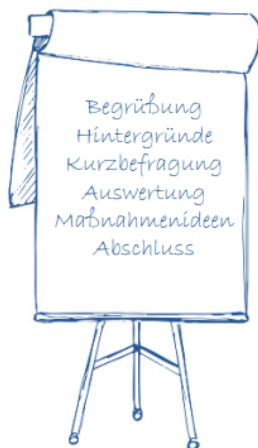 Begrüßung
Hintergründe
Kurzbefragung
Auswertung
Maßnahmenideen
Abschluss